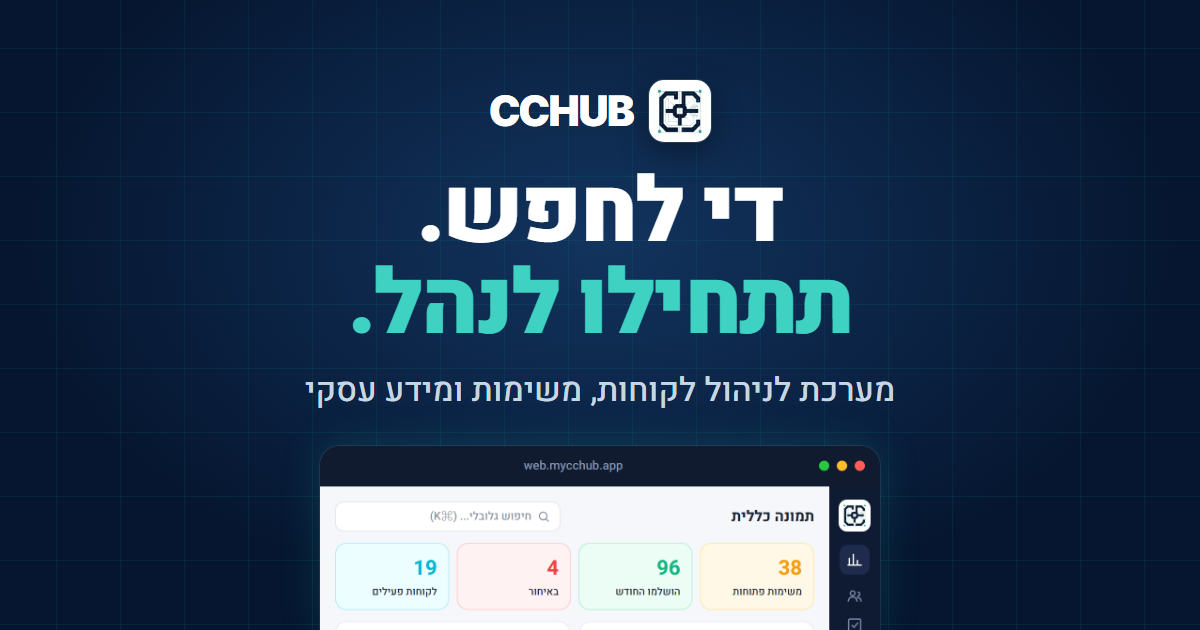 CCHUB
די לחפש.
תתחילו לנהל.
מערכת לניהול לקוחות, משימות ומידע עסקי
web.mycchub.app
תמונה כללית
חיפוש גלובלי... (⌘K)
38
משימות פתוחות
96
הושלמו החודש
4
באיחור
19
לקוחות פעילים